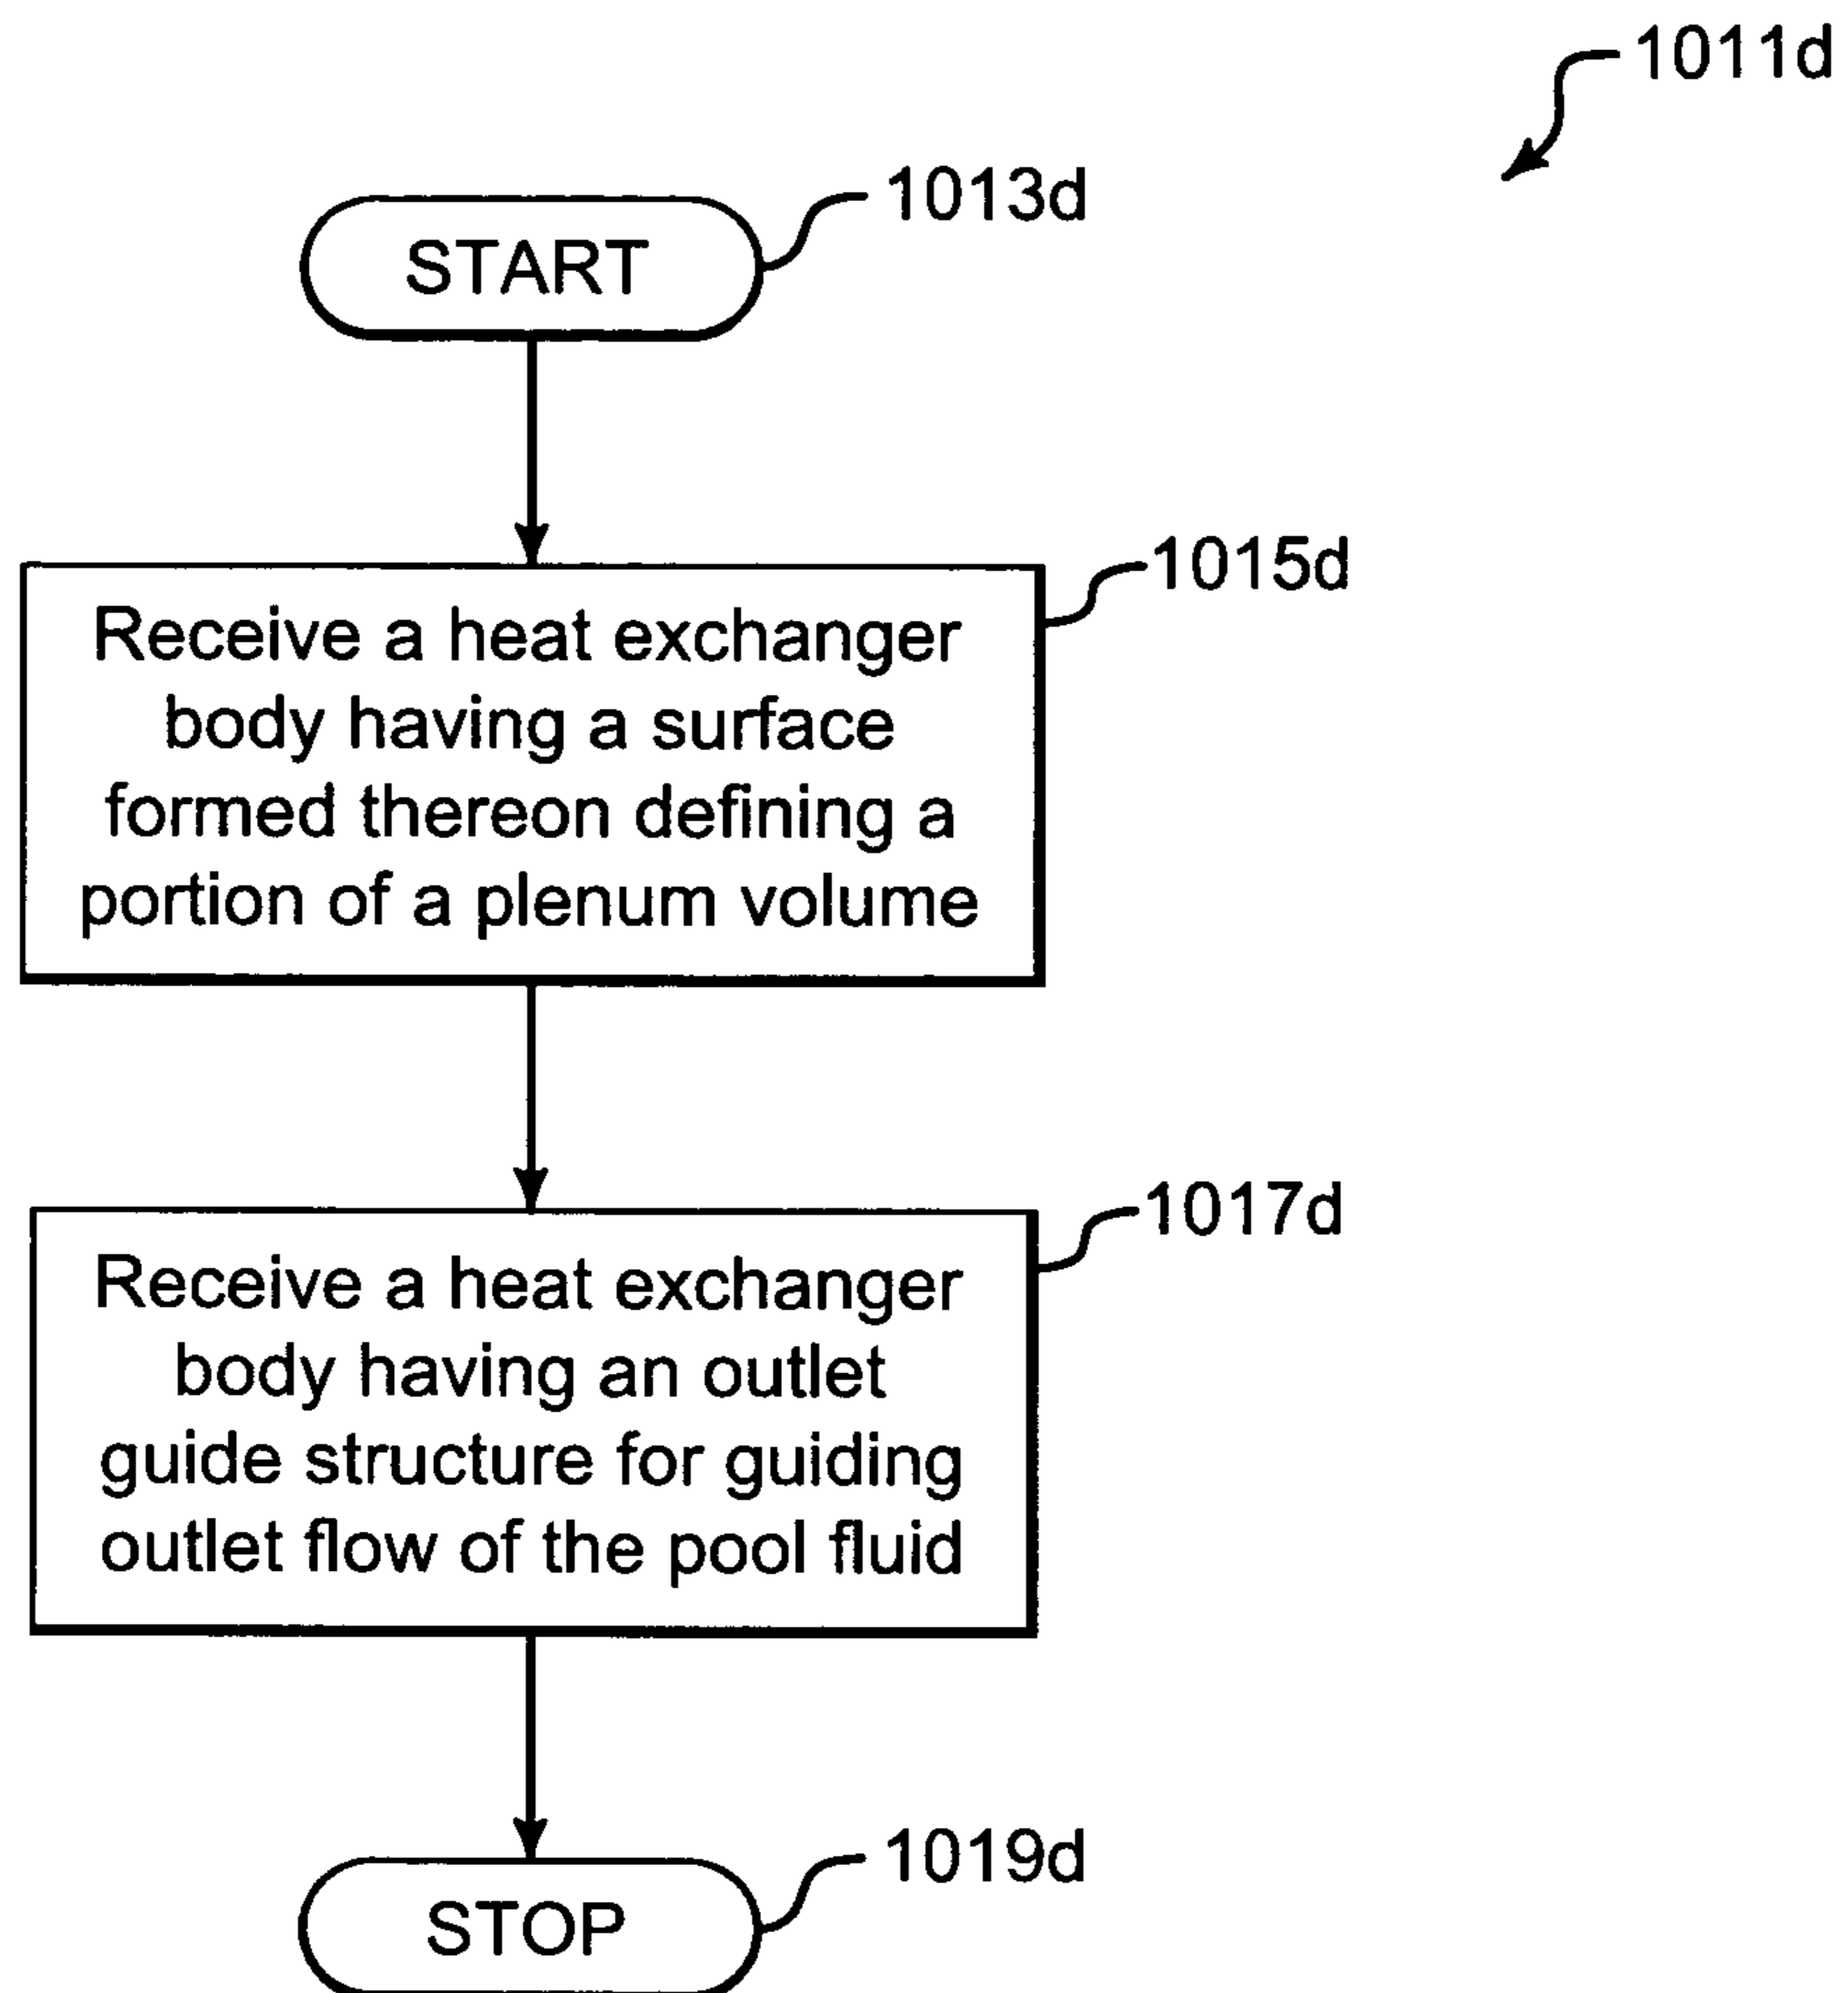 1011d
1013d
START
1015d
Receive a heat exchanger
body having a surface
formed thereon defining a
portion of a plenum volume
1017d
Receive a heat exchanger
body having an outlet
guide structure for guiding
outlet flow of the pool fluid
1019d
STOP